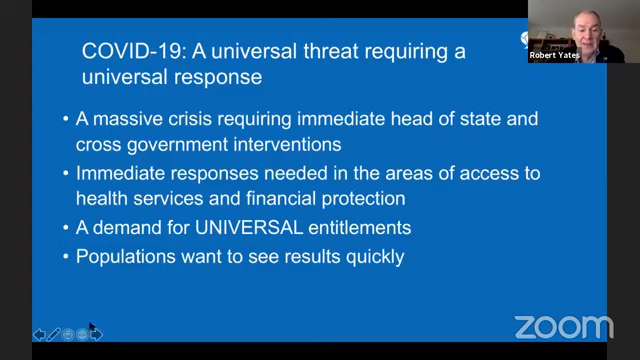 COVID-19: A universal threat requiring a
universal response
• A massive crisis requiring immediate head of state and
cross government interventions
• Immediate responses needed in the areas of access to
health services and financial protection
• A demand for UNIVERSAL entitlements
• Populations want to see results quickly
Robert Yates
zoom